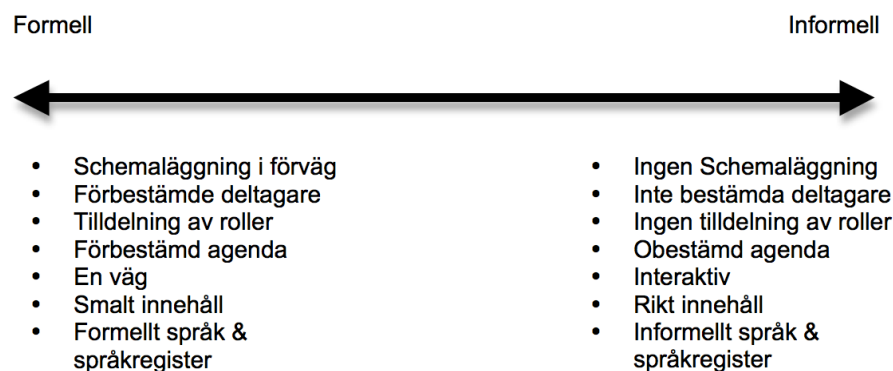 Formell
Informell
• Schemaläggning i förväg
• Förbestämde deltagare
• Tilldelning av roller
• Förbestämd agenda
• En väg
• Smalt innehåll
• Formellt språk &
språkregister
• Ingen Schemaläggning
• Inte bestämda deltagare
• Ingen tilldelning av roller
• Obestämd agenda
• Interaktiv
• Rikt innehåll
• Informellt språk &
språkregister